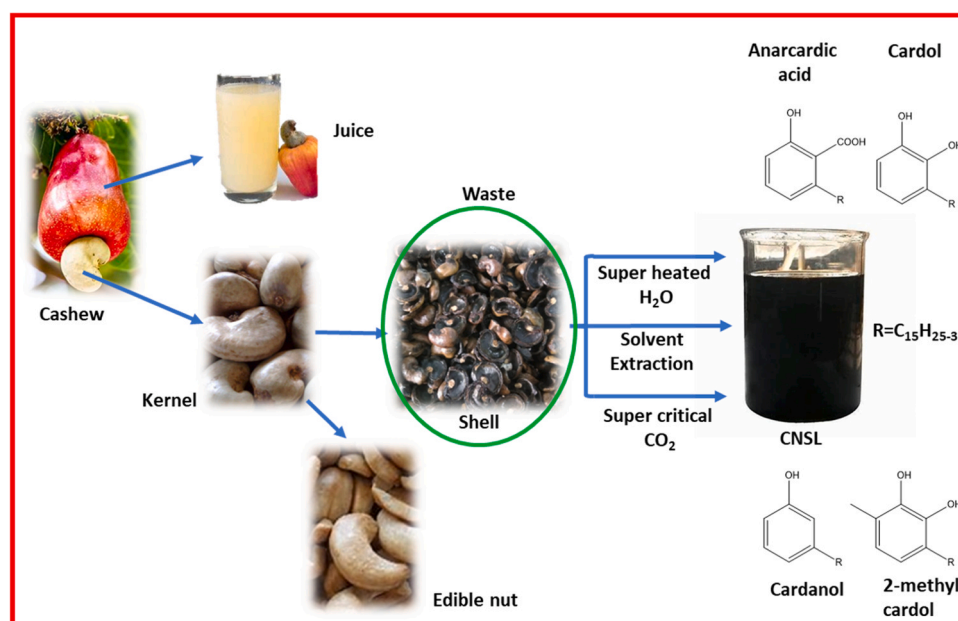 Anarcardic
acid
Cardol
Juice
OH
COOH
R
OH
OH
R
Waste
Super heated
H₂O
Cashew
Solvent
Extraction
R=C₁₅H₂₅₋₃
Kernel
Shell
Super critical
CO₂
CNSL
OH
R
OH
OH
R
Cardanol
2-methyl
cardol
Edible nut